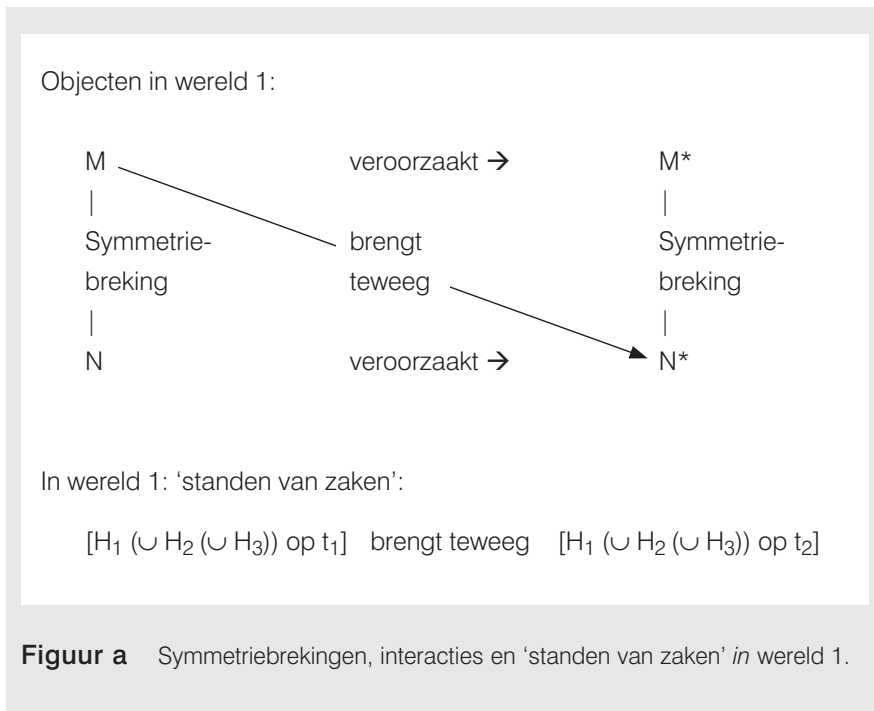 Objecten in wereld 1:
M veroorzaakt → M*
|  |
Symmetrie- brengt Symmetrie-
breking teweeg breking
|  |
N veroorzaakt → N*
In wereld 1: ‘standen van zaken’:
[H₁ (∪ H₂ (∪ H₃)) op t₁] brengt teweeg [H₁ (∪ H₂ (∪ H₃)) op t₂]
Figuur a Symmetriebrekingen, interacties en ‘standen van zaken’ in wereld 1.